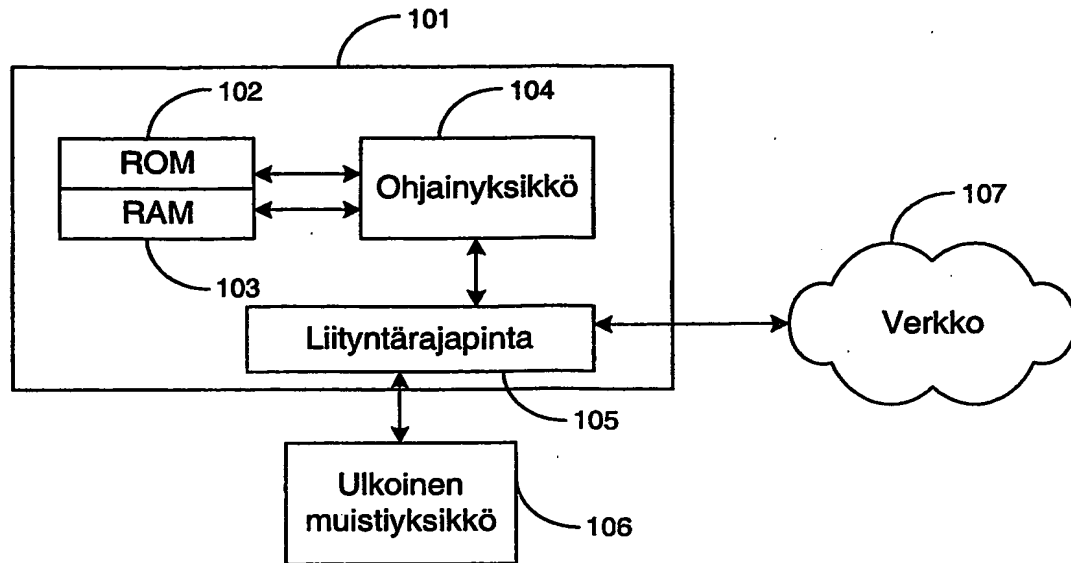 101
102
104
ROM
RAM
Ohjainyksikkö
103
107
Liityntärajapinta
Verkko
105
Ulkoinen
muistiyksikkö
106